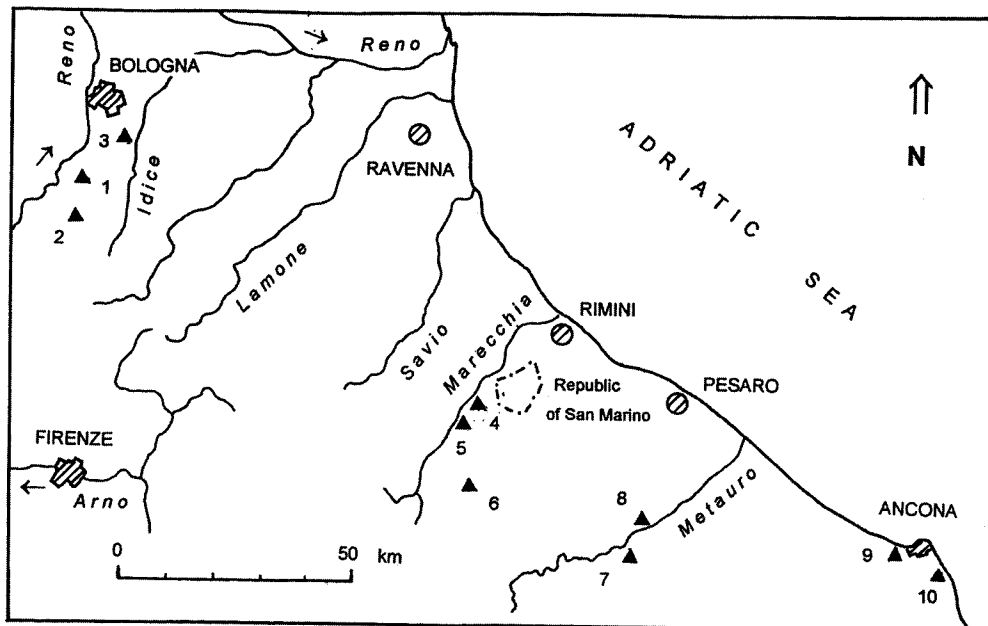 Reno
Reno
BOLOGNA
ADRIATIC
SEA
N
3
Idice
RAVENNA
1
2
Lamone
Savio
Marecchia
RIMINI
Republic
of San Marino
PESARO
4
5
FIRENZE
Arno
6
8
Metauro
ANCONA
0
50
km
7
9
10